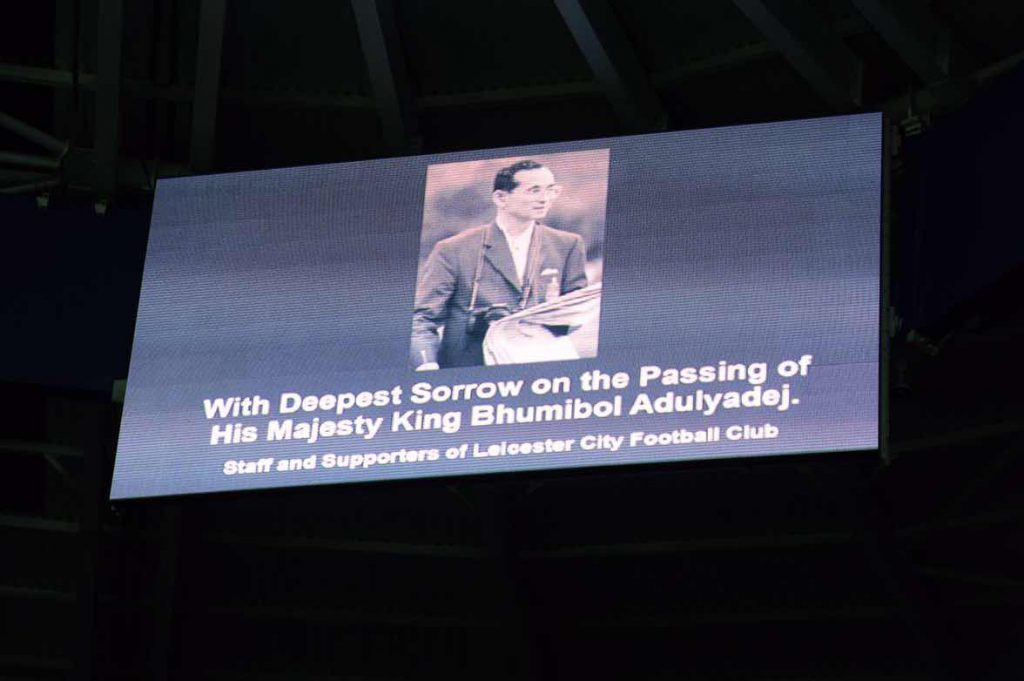 With Deepest Sorrow on the Passing of
His Majesty King Bhumibol Adulyadej.
Staff and Supporters of Leicester City Football Club